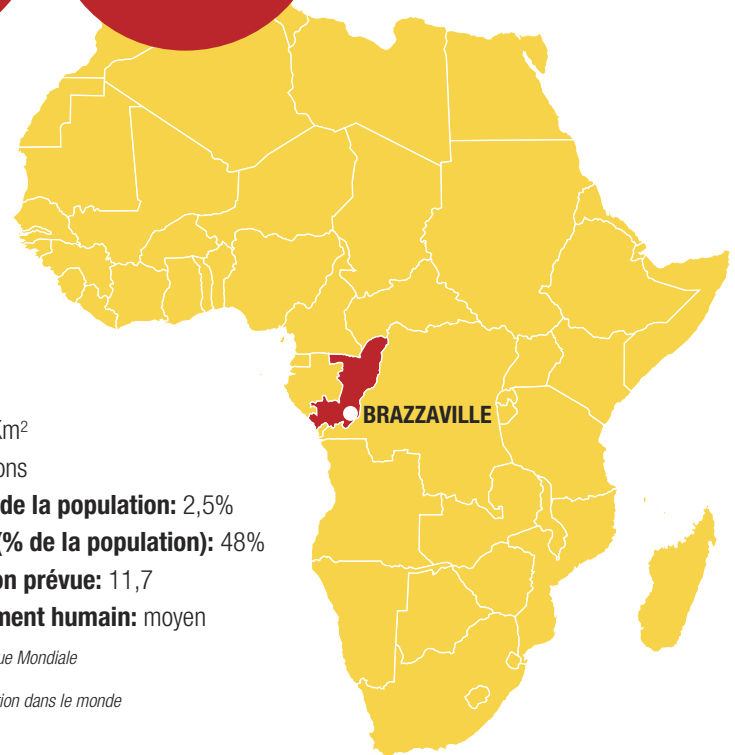 BRAZZAVILLE
Km²
ons
de la population: 2,5%
(% de la population): 48%
on prévue: 11,7
ment humain: moyen
ue Mondiale
tion dans le monde